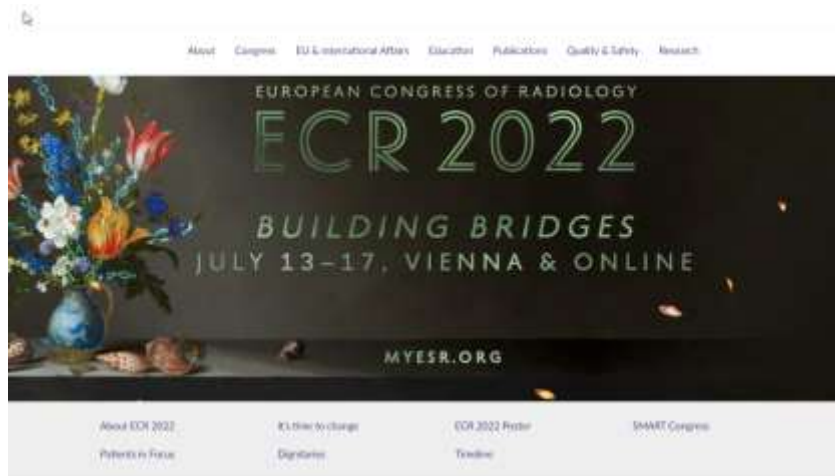 About Congress EU & International Affairs Education Publications Quality & Safety Research
EUROPEAN CONGRESS OF RADIOLOGY
ECR 2022
BUILDING BRIDGES
JULY 13–17, VIENNA & ONLINE
MYESR.ORG
About ECR 2022 It's time to change ECR 2022 Poster SMART Congress
Patients in Focus Dignitaries Timeline